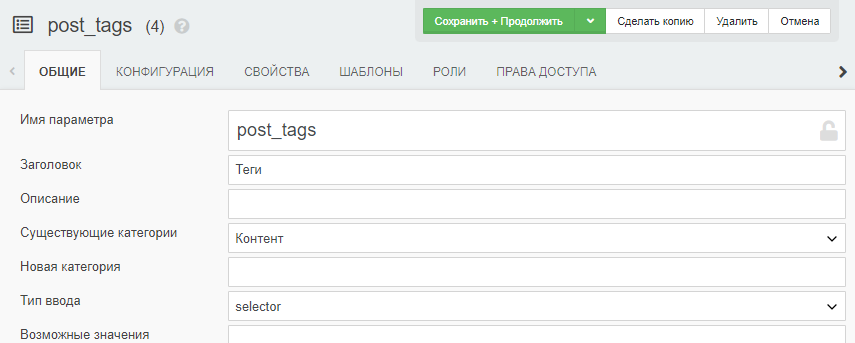 post_tags (4) ?
Сохранить + Продолжить Сделать копию Удалить Отмена
ОБЩИЕ КОНФИГУРАЦИЯ СВОЙСТВА ШАБЛОНЫ РОЛИ ПРАВА ДОСТУПА
Имя параметра post_tags
Заголовок Теги
Описание
Существующие категории Контент
Новая категория
Тип ввода selector
Возможные значения